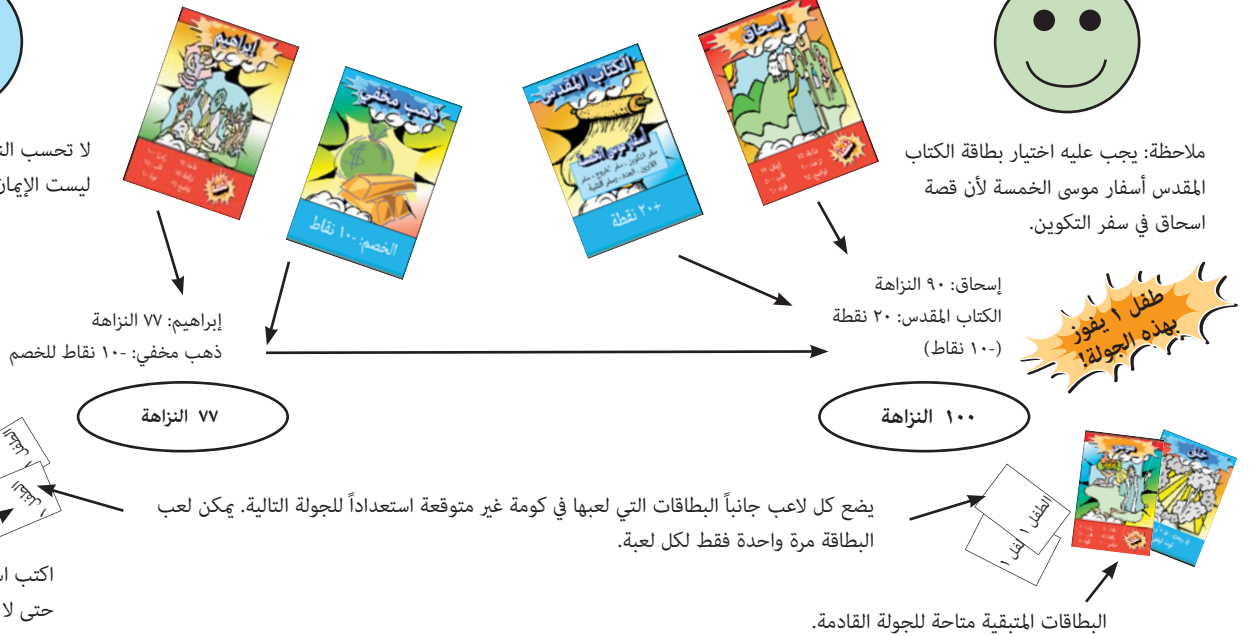 إبراهيم
ذهب مخفي
الخصم: -١٠ نقاط
الكتاب المقدس
أسفار موسى الخمسة
+٢٠ نقطة
إسحاق
لا تحسب
ليست الإيمان
ملاحظة: يجب عليه اختيار بطاقة الكتاب
المقدس أسفار موسى الخمسة لأن قصة
اسحاق في سفر التكوين.
إسحاق: ٩٠ النزاهة
الكتاب المقدس: ٢٠ نقطة
(-١٠ نقاط)
طفل ١ يفوز
بهذه الجولة!
إبراهيم: ٧٧ النزاهة
ذهب مخفي: -١٠ نقاط للخصم
١٠٠ النزاهة
٧٧ النزاهة
يضع كل لاعب جانباً البطاقات التي لعبها في كومة غير متوقعة استعداداً للجولة التالية. يمكن لعب
البطاقة مرة واحدة فقط لكل لعبة.
الطفل ١
اكتب
حتى لا
البطاقات المتبقية متاحة للجولة القادمة.